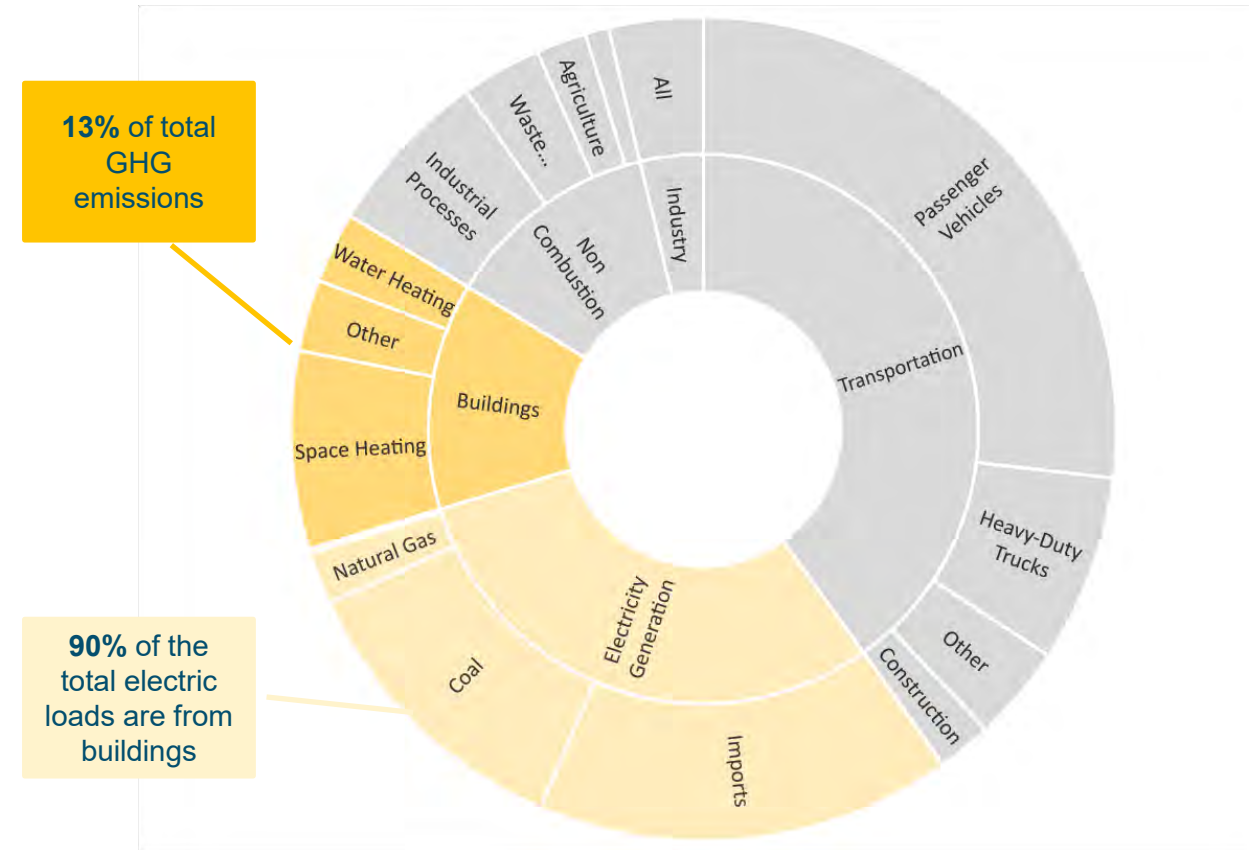 13% of total
GHG
emissions
90% of the
total electric
loads are from
buildings
All
Agriculture
Waste...
Industrial
Processes
Water Heating
Other
Space Heating
Natural Gas
Coal
Imports
Construction
Other
Heavy-Duty
Trucks
Passenger
Vehicles
Industry
Non
Combustion
Buildings
Electricity
Generation
Transportation